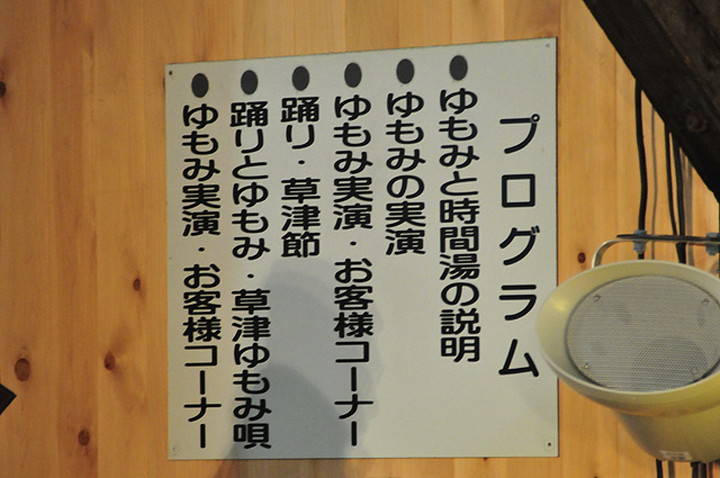 プログラム
●ゆもみと時間湯の説明
●ゆもみの実演
●ゆもみ実演・お客様コーナー
●踊り・草津節
●踊りとゆもみ・草津ゆもみ唄
●ゆもみ実演・お客様コーナー